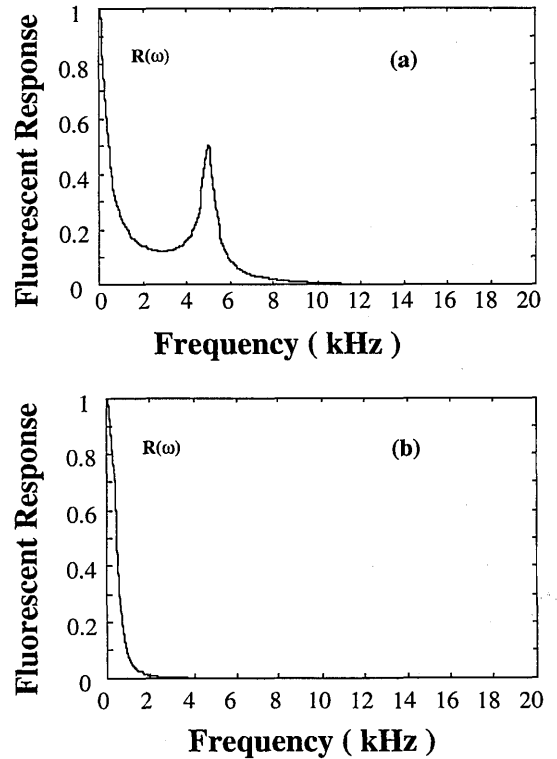 Fluorescent Response
1
0.8
0.6
0.4
0.2
0
R(ω)
(a)
0 2 4 6 8 10 12 14 16 18 20
Frequency ( kHz )
Fluorescent Response
1
0.8
0.6
0.4
0.2
0
R(ω)
(b)
0 2 4 6 8 10 12 14 16 18 20
Frequency ( kHz )